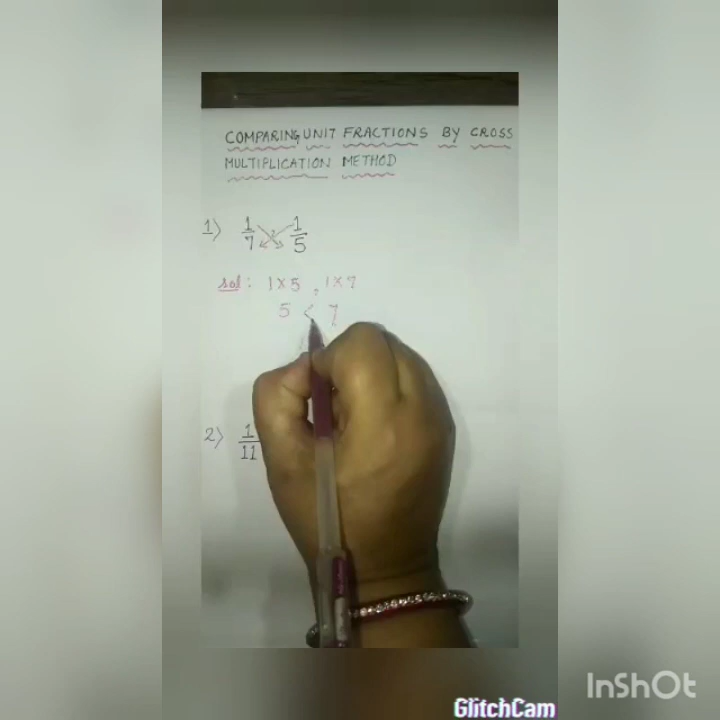 COMPARING UNIT FRACTIONS BY CROSS
MULTIPLICATION METHOD
1) 1/7 1/5
Sol: 1 × 5 , 1 × 7
5 < 7
2) 1/11
InShOt
GlitchCam